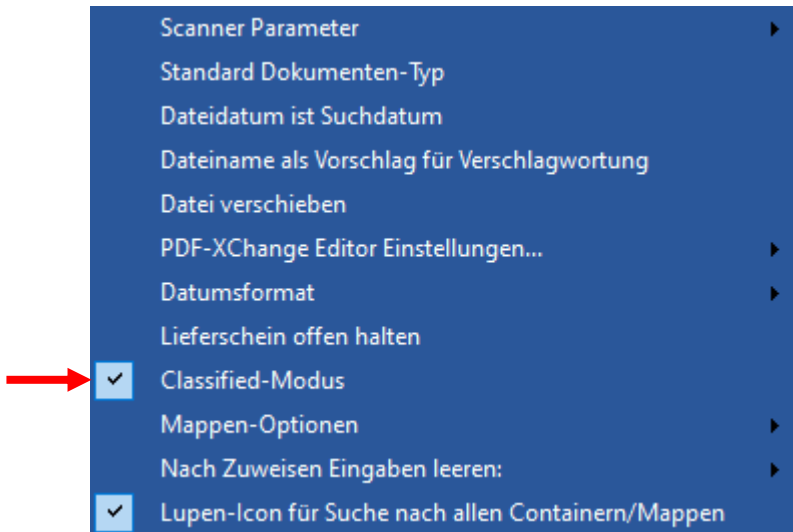 Scanner Parameter
Standard Dokumenten-Typ
Dateidatum ist Suchdatum
Dateiname als Vorschlag für Verschlagwortung
Datei verschieben
PDF-XChange Editor Einstellungen...
Datumsformat
Lieferschein offen halten
Classified-Modus
Mappen-Optionen
Nach Zuweisen Eingaben leeren:
Lupen-Icon für Suche nach allen Containern/Mappen